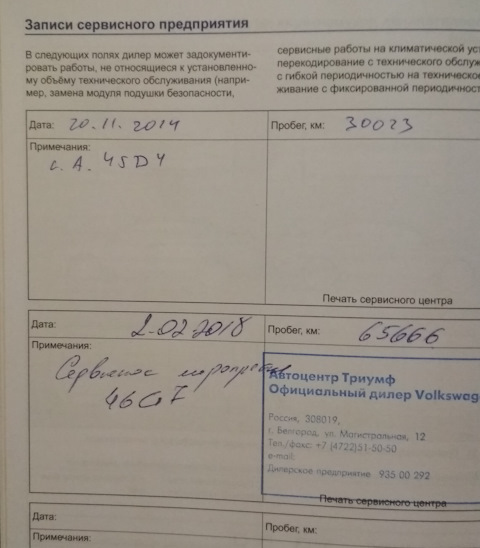 Записи сервисного предприятия
В следующих полях дилер может задокументи-
ровать работы, не относящиеся к установленно-
му объёму технического обслуживания (напри-
мер, замена модуля подушки безопасности,
сервисные работы на климатической уст
перекодирование с технического обслуж
с гибкой периодичностью на техническое
живание с фиксированной периодичност
Дата: 20.11.2014
Пробег, км: 30023
Примечания:
с. А. 45D4
Печать сервисного центра
Дата: 2.02.2018
Пробег, км: 65666
Примечания:
Сервисное
46G7
Автоцентр Триумф
Официальный дилер Volkswage
Россия, 308019,
г. Белгород, ул. Магистральная, 12
Тел./факс: +7 (4722)51-50-50
e-mail:
Дилерское предприятие 935 00 292
Печать сервисного центра
Дата:
Пробег, км:
Примечания: